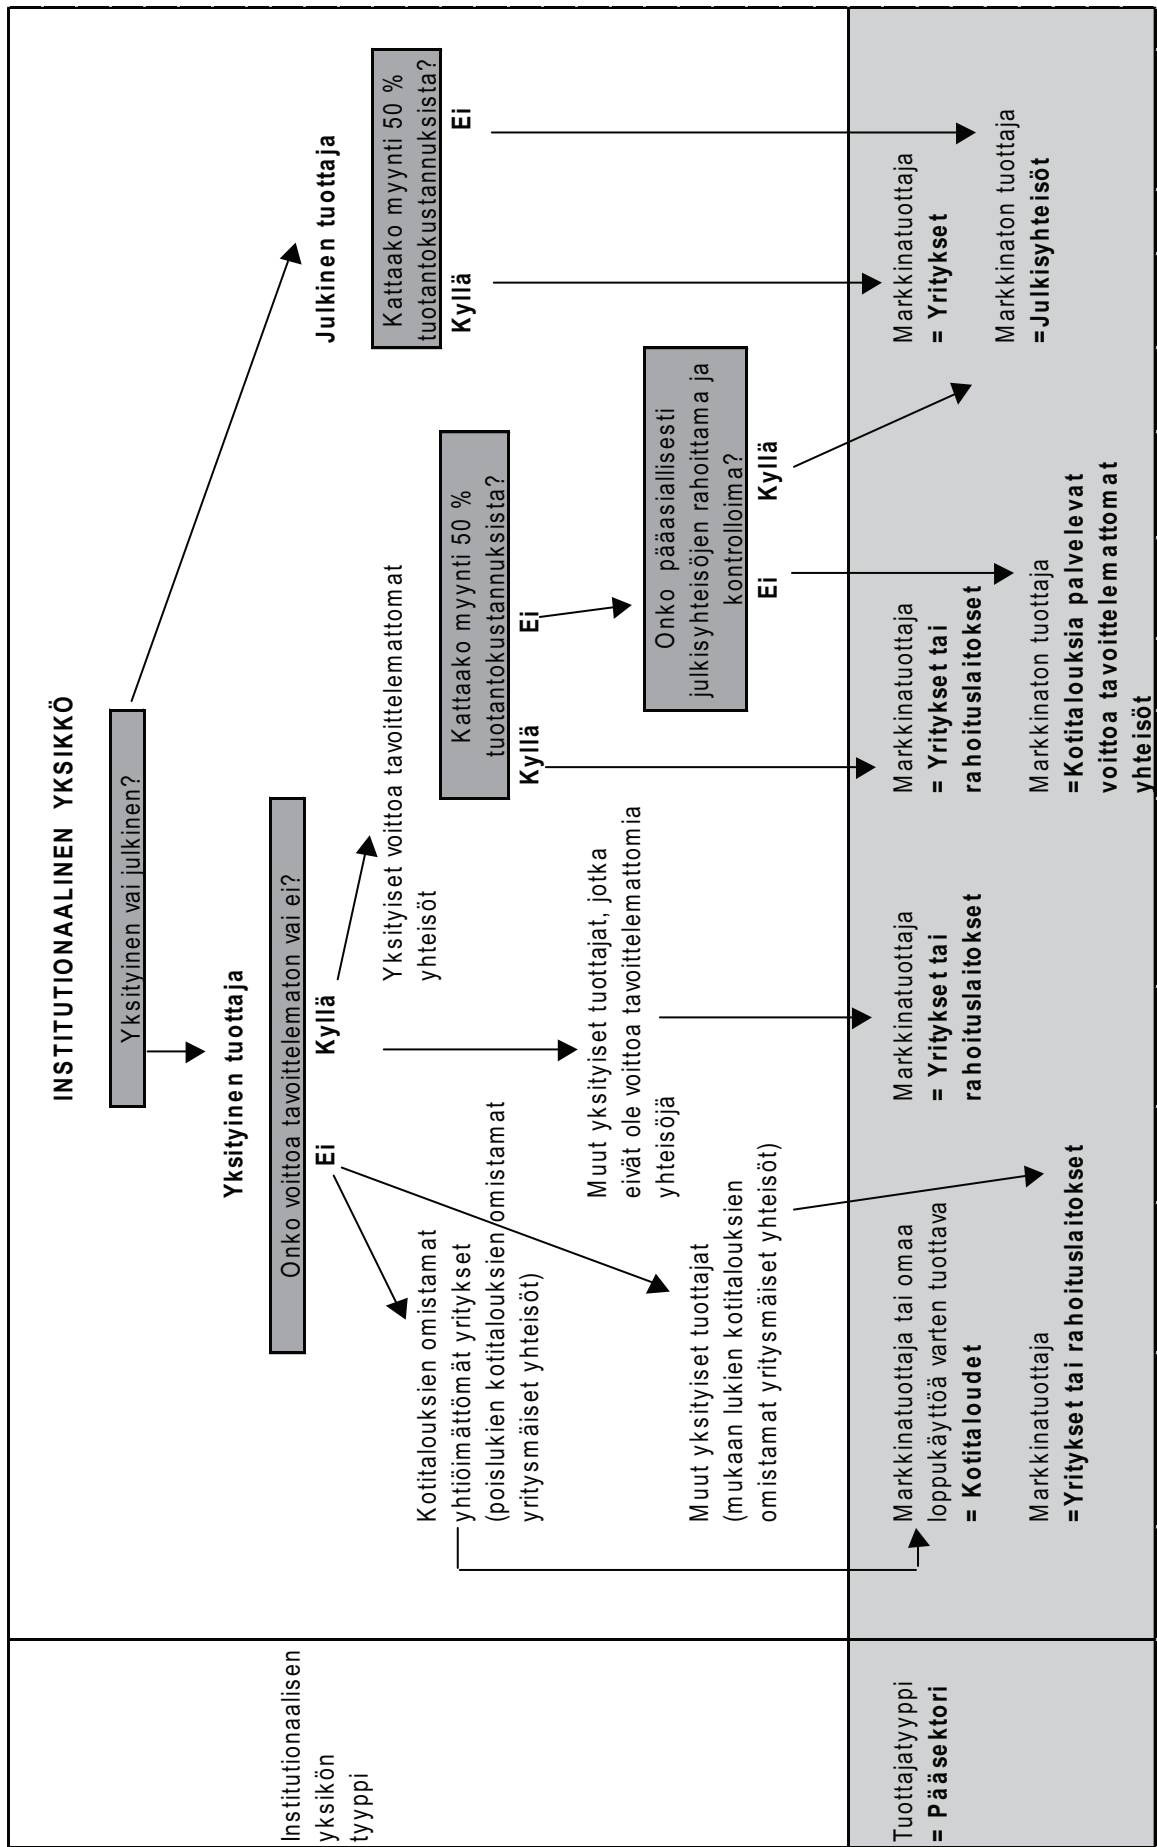 INSTITUTIONAALINEN YKSIKKÖ
Yksityinen vai julkinen?
Institutionaalisen
yksikön
tyyppi
Yksityinen tuottaja
Julkinen tuottaja
Onko voittoa tavoittelematon vai ei?
Ei
Kyllä
Kattaako myynti 50 %
tuotantokustannuksista?
Kyllä
Ei
Yksityiset voittoa tavoittelemattomat
yhteisöt
Kotitalouksien omistamat
yhtiöimättömät yritykset
(poislukien kotitalouksien omistamat
yritysmäiset yhteisöt)
Kattaako myynti 50 %
tuotantokustannuksista?
Kyllä
Ei
Muut yksityiset tuottajat, jotka
eivät ole voittoa tavoittelemattomia
yhteisöjä
Onko pääasiallisesti
julkisyhteisöjen rahoittama ja
kontrolloima?
Ei
Kyllä
Muut yksityiset tuottajat
(mukaan lukien kotitalouksien
omistamat yritysmäiset yhteisöt)
Tuottajatyyppi
= Pääsektori
Markkinatuottaja tai omaa
loppukäyttöä varten tuottava
= Kotitaloudet
Markkinatuottaja
= Yritykset tai
rahoituslaitokset
Markkinatuottaja
= Yritykset tai
rahoituslaitokset
Markkinatuottaja
= Yritykset
Markkinaton tuottaja
=Julkisyhteisöt
Markkinatuottaja
=Yritykset tai rahoituslaitokset
Markkinaton tuottaja
=Kotitalouksia palvelevat
voittoa tavoittelemattomat
yhteisöt